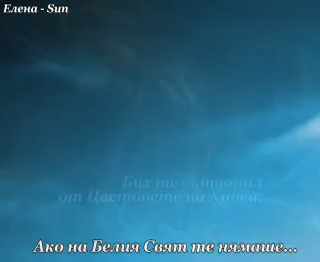 Елена - Sun
Бих те сътворил
от Цветовете на Хаоса.
Ако на Белия Свят те нямаше...